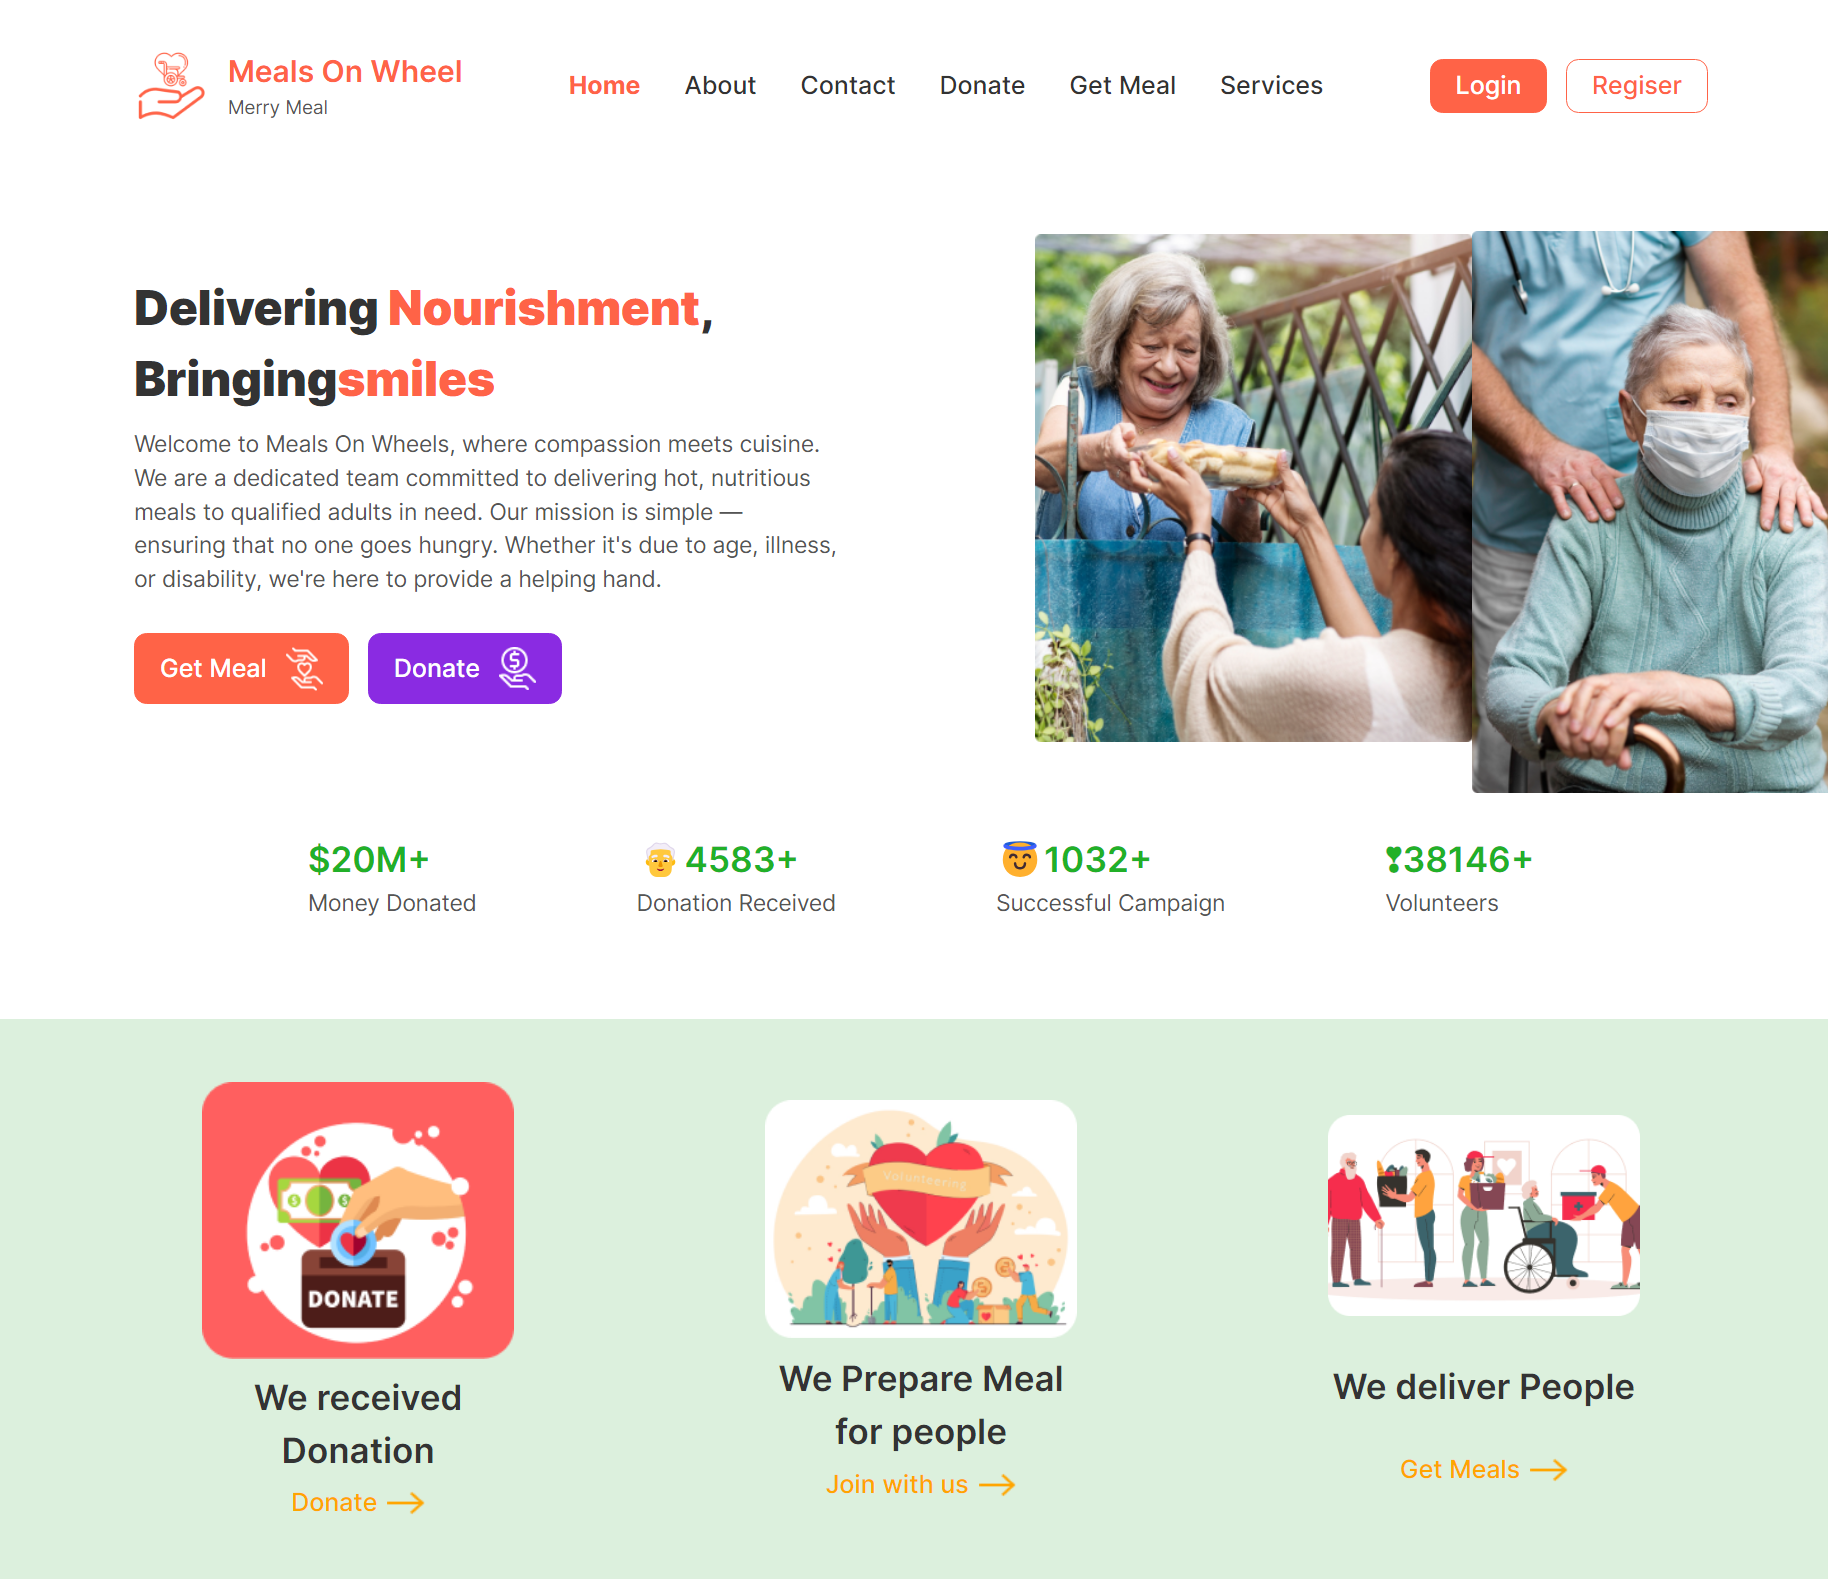 Meals On Wheel
Merry Meal
Home About Contact Donate Get Meal Services
Login Regiser
Delivering Nourishment,
Bringingsmiles
Welcome to Meals On Wheels, where compassion meets cuisine.
We are a dedicated team committed to delivering hot, nutritious
meals to qualified adults in need. Our mission is simple —
ensuring that no one goes hungry. Whether it's due to age, illness,
or disability, we're here to provide a helping hand.
Get Meal Donate
$20M+ 👴4583+ 😇1032+ ❣38146+
Money Donated Donation Received Successful Campaign Volunteers
DONATE
Volunteering
We received
Donation
Donate →
We Prepare Meal
for people
Join with us →
We deliver People
Get Meals →